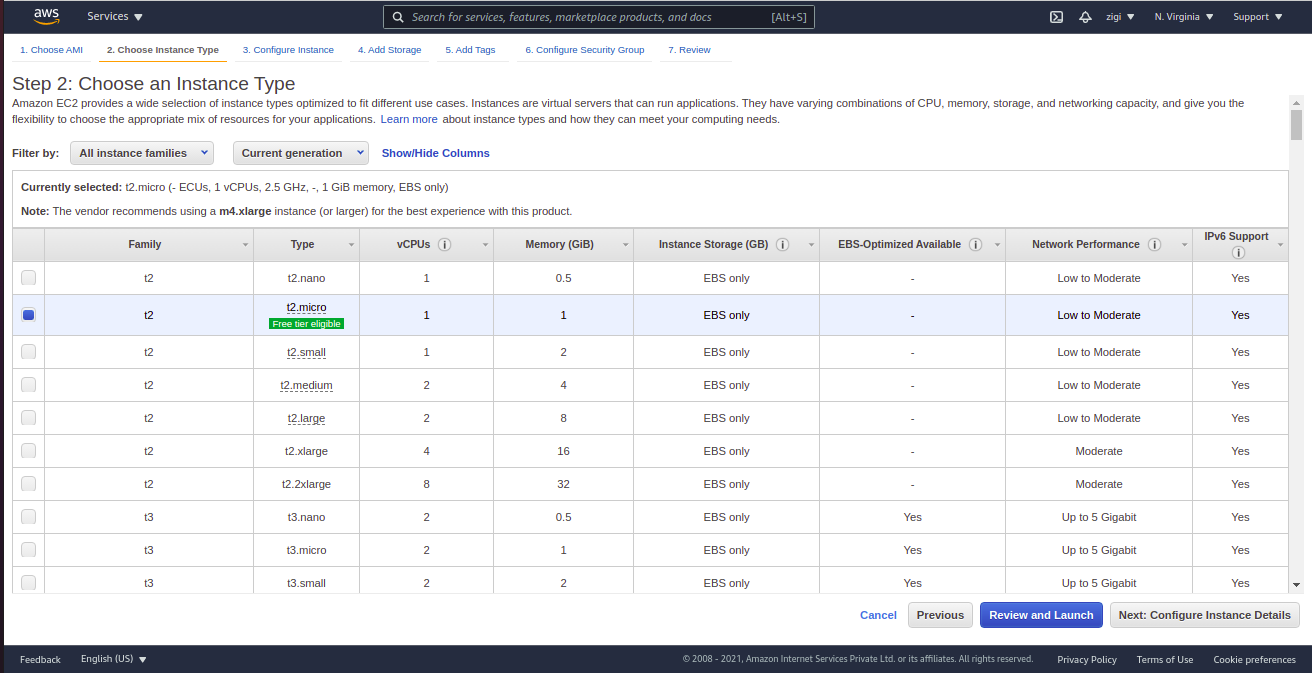 aws Services Search for services, features, marketplace products, and docs [Alt+S] zigi N. Virginia Support
1. Choose AMI 2. Choose Instance Type 3. Configure Instance 4. Add Storage 5. Add Tags 6. Configure Security Group 7. Review
Step 2: Choose an Instance Type
Amazon EC2 provides a wide selection of instance types optimized to fit different use cases. Instances are virtual servers that can run applications. They have varying combinations of CPU, memory, storage, and networking capacity, and give you the
flexibility to choose the appropriate mix of resources for your applications. Learn more about instance types and how they can meet your computing needs.
Filter by: All instance families Current generation Show/Hide Columns
Currently selected: t2.micro (- ECUs, 1 vCPUs, 2.5 GHz, -, 1 GiB memory, EBS only)
Note: The vendor recommends using a m4.xlarge instance (or larger) for the best experience with this product.
Family Type vCPUs i Memory (GiB) Instance Storage (GB) i EBS-Optimized Available i Network Performance i IPv6 Support i
t2 t2.nano 1 0.5 EBS only - Low to Moderate Yes
t2 t2.micro Free tier eligible 1 1 EBS only - Low to Moderate Yes
t2 t2.small 1 2 EBS only - Low to Moderate Yes
t2 t2.medium 2 4 EBS only - Low to Moderate Yes
t2 t2.large 2 8 EBS only - Low to Moderate Yes
t2 t2.xlarge 4 16 EBS only - Moderate Yes
t2 t2.2xlarge 8 32 EBS only - Moderate Yes
t3 t3.nano 2 0.5 EBS only Yes Up to 5 Gigabit Yes
t3 t3.micro 2 1 EBS only Yes Up to 5 Gigabit Yes
t3 t3.small 2 2 EBS only Yes Up to 5 Gigabit Yes
Cancel Previous Review and Launch Next: Configure Instance Details
Feedback English (US) © 2008 - 2021, Amazon Internet Services Private Ltd. or its affiliates. All rights reserved. Privacy Policy Terms of Use Cookie preferences